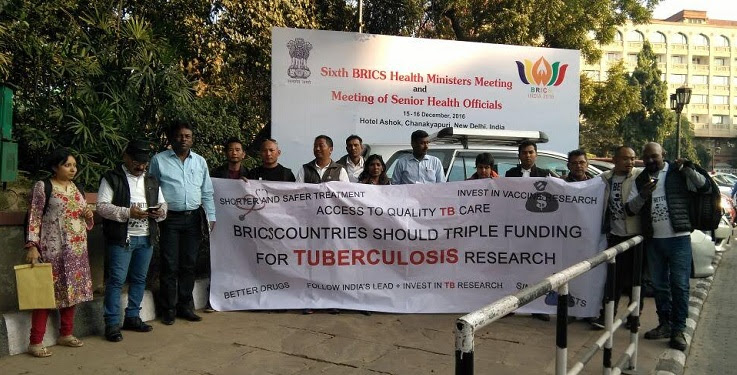 Sixth BRICS Health Ministers Meeting
and
Meeting of Senior Health Officials
15-16 December, 2016
Hotel Ashok, Chanakyapuri, New Delhi, India
BRICS
INDIA 2016
SHORTER AND SAFER TREATMENT
INVEST IN VACCINE RESEARCH
ACCESS TO QUALITY TB CARE
BRICS COUNTRIES SHOULD TRIPLE FUNDING
FOR TUBERCULOSIS RESEARCH
BETTER DRUGS
FOLLOW INDIA'S LEAD + INVEST IN TB RESEARCH